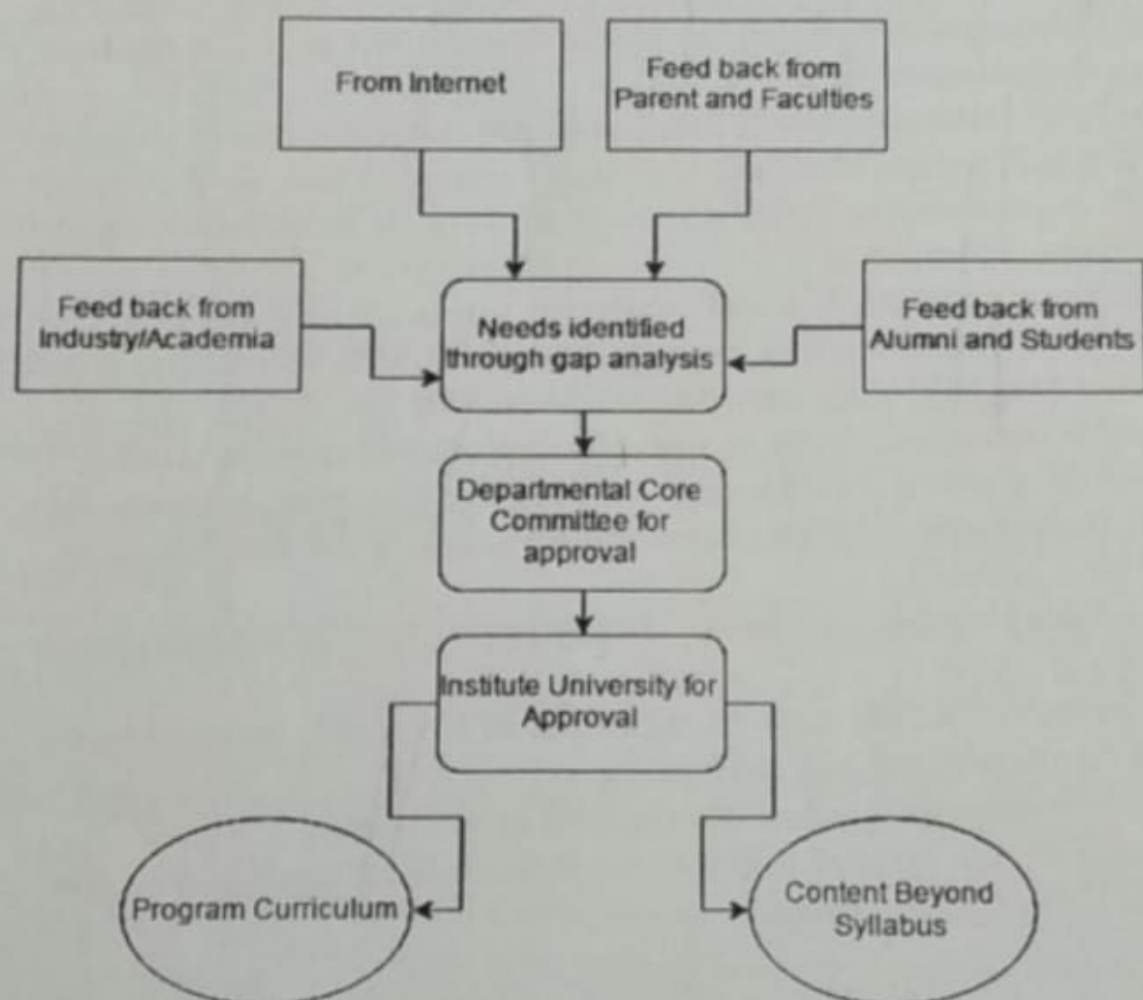 From Internet
Feed back from
Parent and Faculties
Feed back from
Industry/Academia
Needs identified
through gap analysis
Feed back from
Alumni and Students
Departmental Core
Committee for
approval
Institute University for
Approval
Program Curriculum
Content Beyond
Syllabus